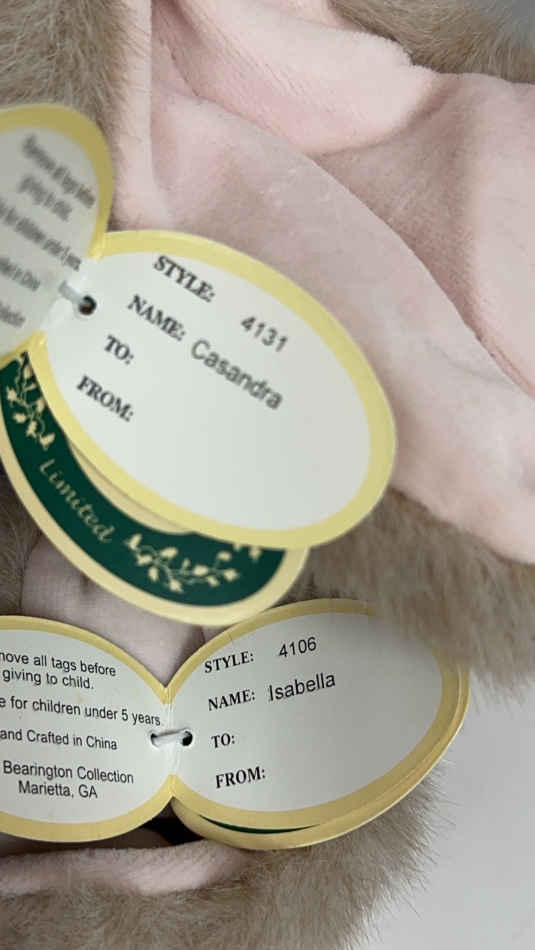 STYLE: 4131
NAME: Casandra
TO:
FROM:
Limited
move all tags before
giving to child.
e for children under 5 years.
and Crafted in China
Bearington Collection
Marietta, GA
STYLE: 4106
NAME: Isabella
TO:
FROM: